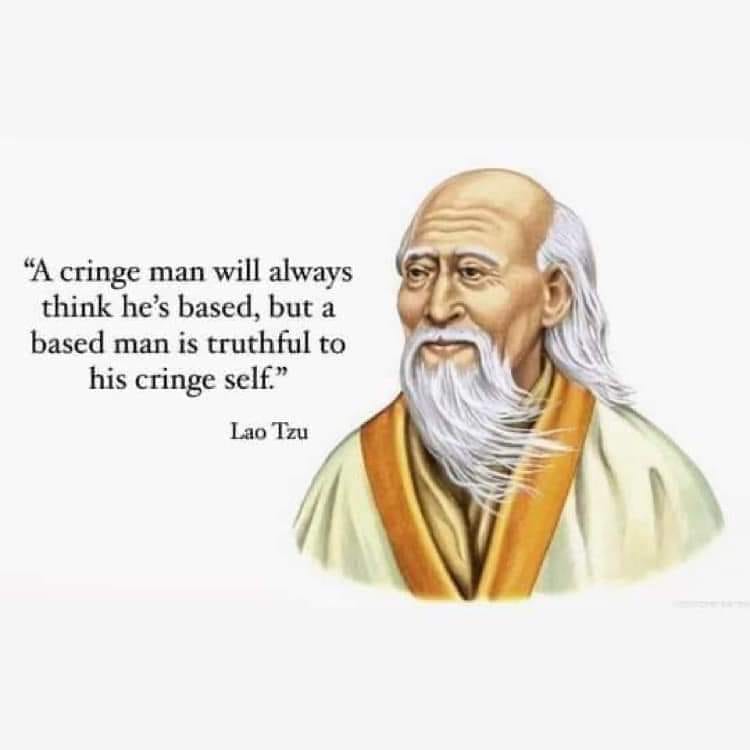 “A cringe man will always
think he’s based, but a
based man is truthful to
his cringe self.”
Lao Tzu